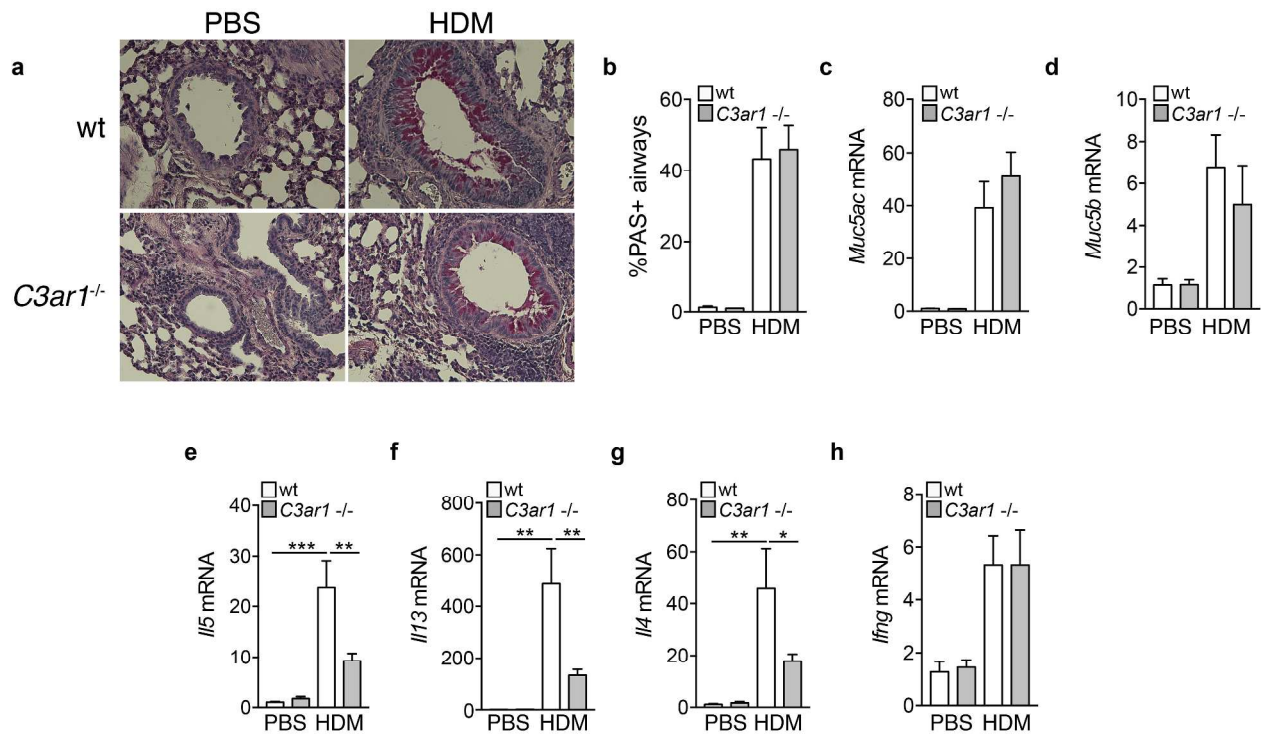 PBS HDM
a
wt
C3ar1-/-
b
wt
C3ar1 -/-
60
40
20
0
%PAS+ aiways
PBS HDM
c
wt
C3ar1 -/-
80
60
40
20
0
Muc5ac mRNA
PBS HDM
d
wt
C3ar1 -/-
10
8
6
4
2
0
Muc5b mRNA
PBS HDM
e
wt
C3ar1 -/-
40
30
20
10
0
Il5 mRNA
*** **
PBS HDM
f
wt
C3ar1 -/-
800
600
400
200
0
Il13 mRNA
** **
PBS HDM
g
wt
C3ar1 -/-
80
60
40
20
0
Il4 mRNA
** *
PBS HDM
h
wt
C3ar1 -/-
8
6
4
2
0
Ifng mRNA
PBS HDM